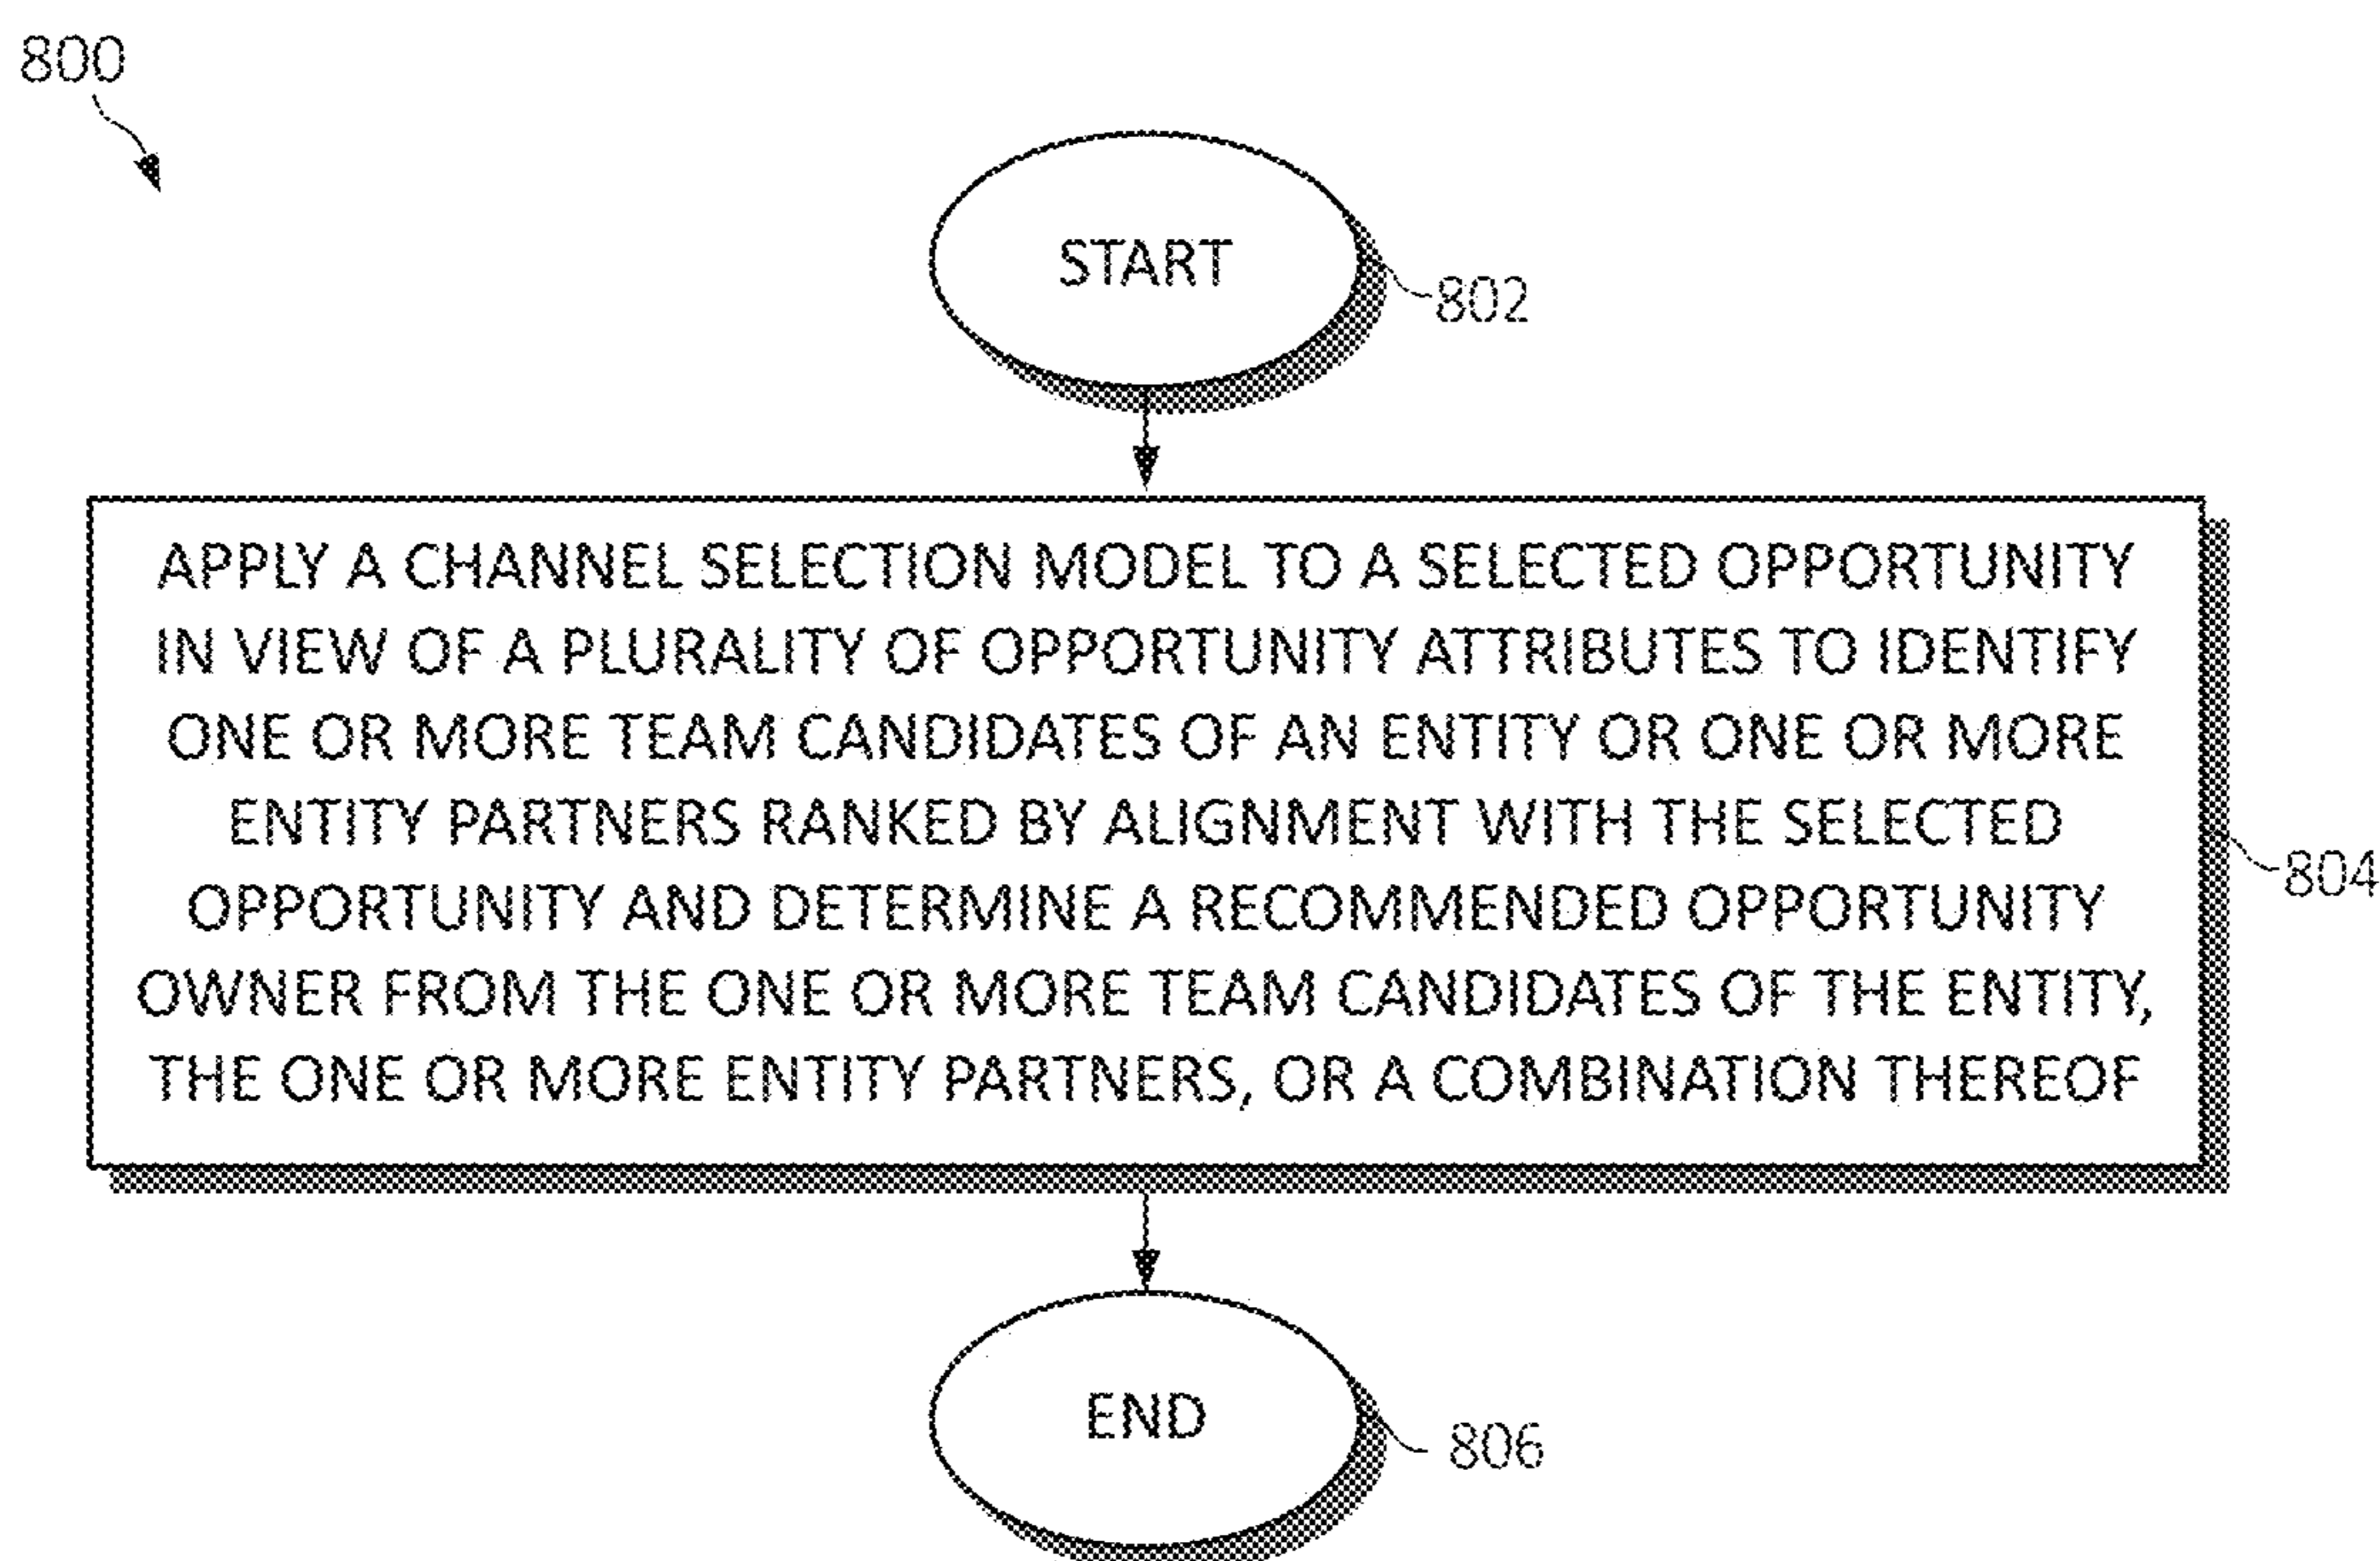 800
START
802
APPLY A CHANNEL SELECTION MODEL TO A SELECTED OPPORTUNITY
IN VIEW OF A PLURALITY OF OPPORTUNITY ATTRIBUTES TO IDENTIFY
ONE OR MORE TEAM CANDIDATES OF AN ENTITY OR ONE OR MORE
ENTITY PARTNERS RANKED BY ALIGNMENT WITH THE SELECTED
OPPORTUNITY AND DETERMINE A RECOMMENDED OPPORTUNITY
OWNER FROM THE ONE OR MORE TEAM CANDIDATES OF THE ENTITY,
THE ONE OR MORE ENTITY PARTNERS, OR A COMBINATION THEREOF
804
END
806